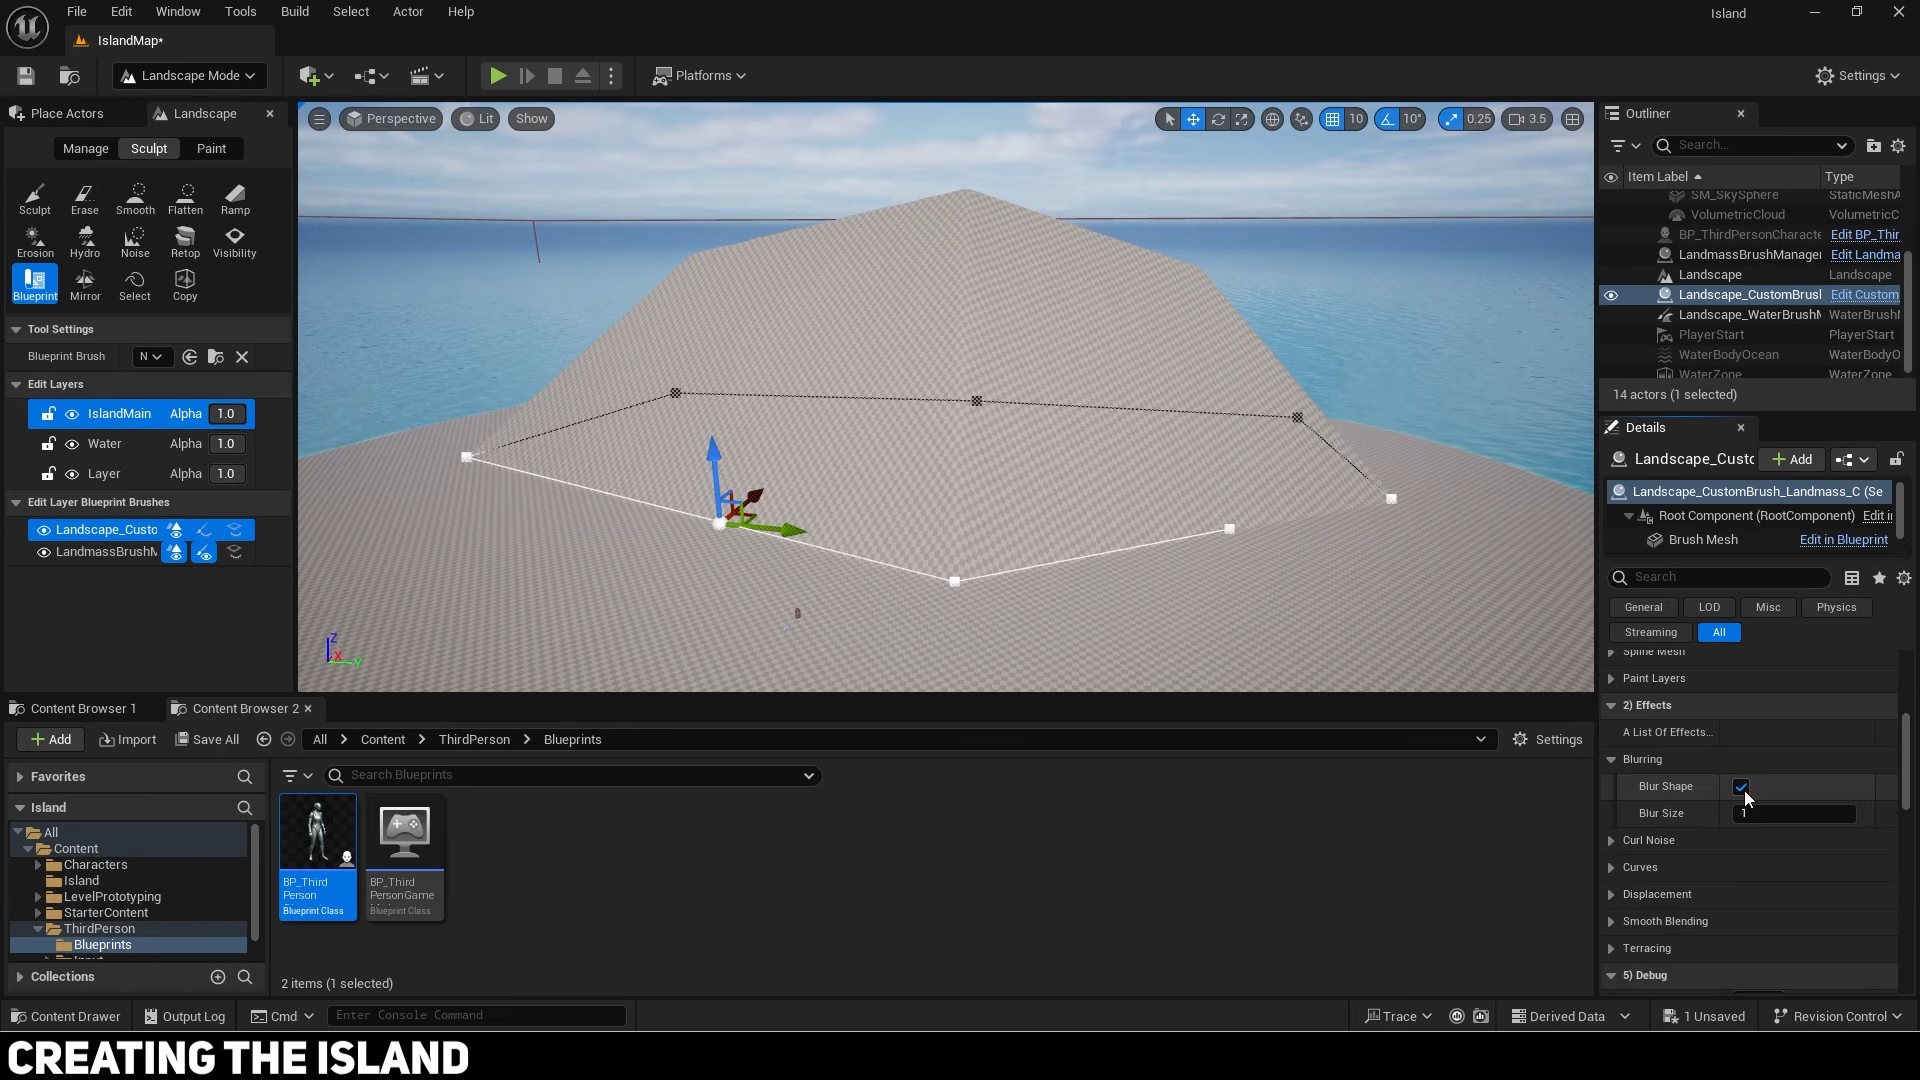 File Edit Window Tools Build Select Actor Help
Island
IslandMap*
Landscape Mode
Platforms
Settings
Place Actors
Landscape
Manage Sculpt Paint
Sculpt Erase Smooth Flatten Ramp
Erosion Hydro Noise Retop Visibility
Blueprint Mirror Select Copy
Tool Settings
Blueprint Brush N
Edit Layers
IslandMain Alpha 1.0
Water Alpha 1.0
Layer Alpha 1.0
Edit Layer Blueprint Brushes
Landscape_Custo
LandmassBrushM
Perspective Lit Show
10 10° 0.25 3.5
Z
X
Y
Outliner
Search...
Item Label Type
SM_SkySphere StaticMeshA
VolumetricCloud VolumetricC
BP_ThirdPersonCharacte Edit BP_Thir
LandmassBrushManager Edit Landma
Landscape Landscape
Landscape_CustomBrush Edit Custom
Landscape_WaterBrushM WaterBrushM
PlayerStart PlayerStart
WaterBodyOcean WaterBodyO
WaterZone WaterZone
14 actors (1 selected)
Details
Landscape_Custo Add
Landscape_CustomBrush_Landmass_C (Se
Root Component (RootComponent) Edit in
Brush Mesh Edit in Blueprint
Search
General LOD Misc Physics
Streaming All
Spline Mesh
Paint Layers
2) Effects
A List Of Effects...
Blurring
Blur Shape
Blur Size 1
Curl Noise
Curves
Displacement
Smooth Blending
Terracing
5) Debug
Content Browser 1
Content Browser 2
Add Import Save All
All Content ThirdPerson Blueprints
Settings
Favorites
Island
All
Content
Characters
Island
LevelPrototyping
StarterContent
ThirdPerson
Blueprints
Input
Collections
Search Blueprints
BP_Third
Person
Blueprint Class
BP_Third
PersonGame
Blueprint Class
2 items (1 selected)
Content Drawer Output Log Cmd Enter Console Command
Trace Derived Data 1 Unsaved Revision Control
CREATING THE ISLAND